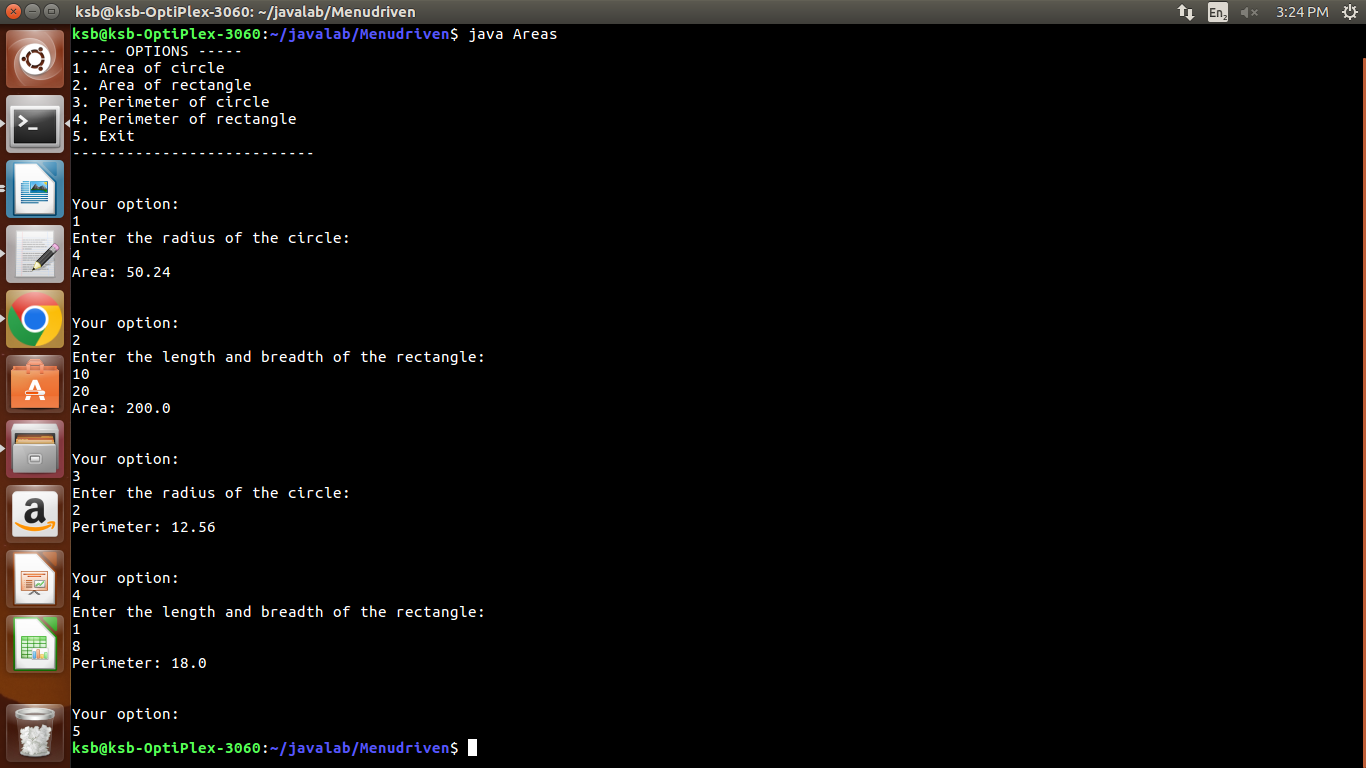 ksb@ksb-OptiPlex-3060: ~/javalab/Menudriven
En2
3:24 PM
ksb@ksb-OptiPlex-3060:~/javalab/Menudriven$ java Areas
----- OPTIONS -----
1. Area of circle
2. Area of rectangle
3. Perimeter of circle
4. Perimeter of rectangle
5. Exit
---------------------------
Your option:
1
Enter the radius of the circle:
4
Area: 50.24
Your option:
2
Enter the length and breadth of the rectangle:
10
20
Area: 200.0
Your option:
3
Enter the radius of the circle:
2
Perimeter: 12.56
Your option:
4
Enter the length and breadth of the rectangle:
1
8
Perimeter: 18.0
Your option:
5
ksb@ksb-OptiPlex-3060:~/javalab/Menudriven$